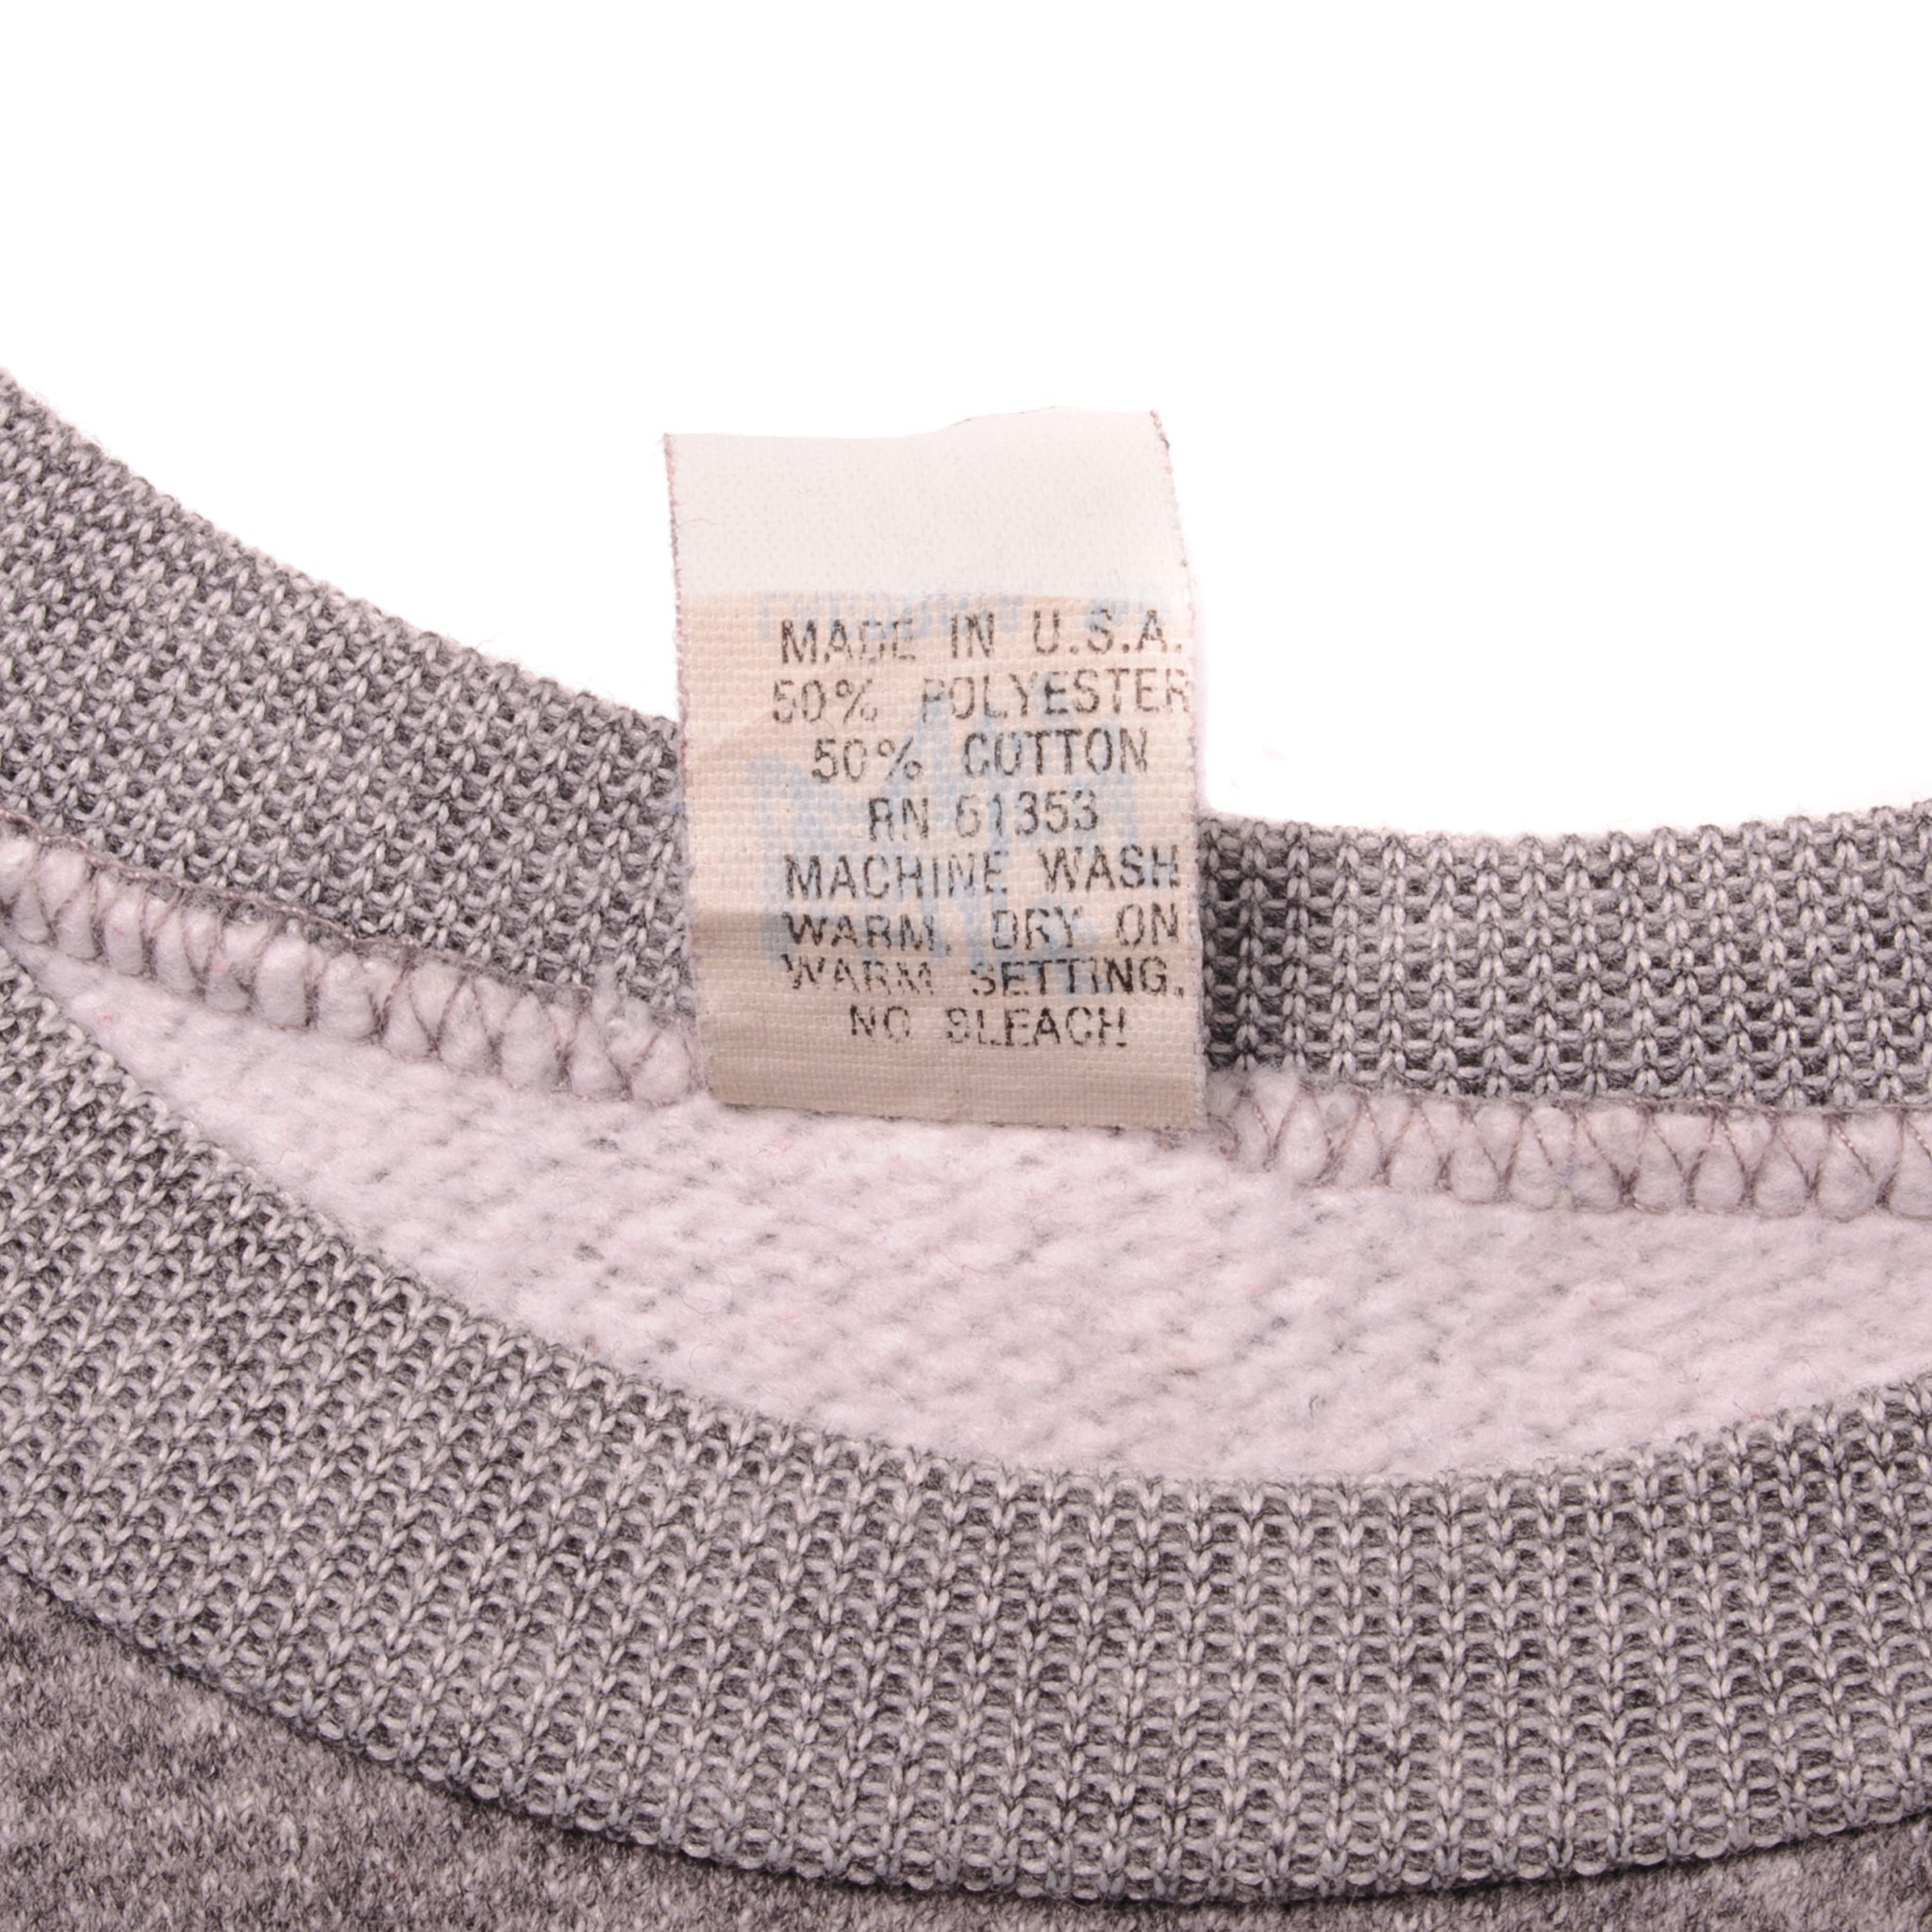 MADE IN U.S.A.
50% POLYESTER
50% COTTON
RN 61353
MACHINE WASH
WARM, DRY ON
WARM SETTING,
NO BLEACH